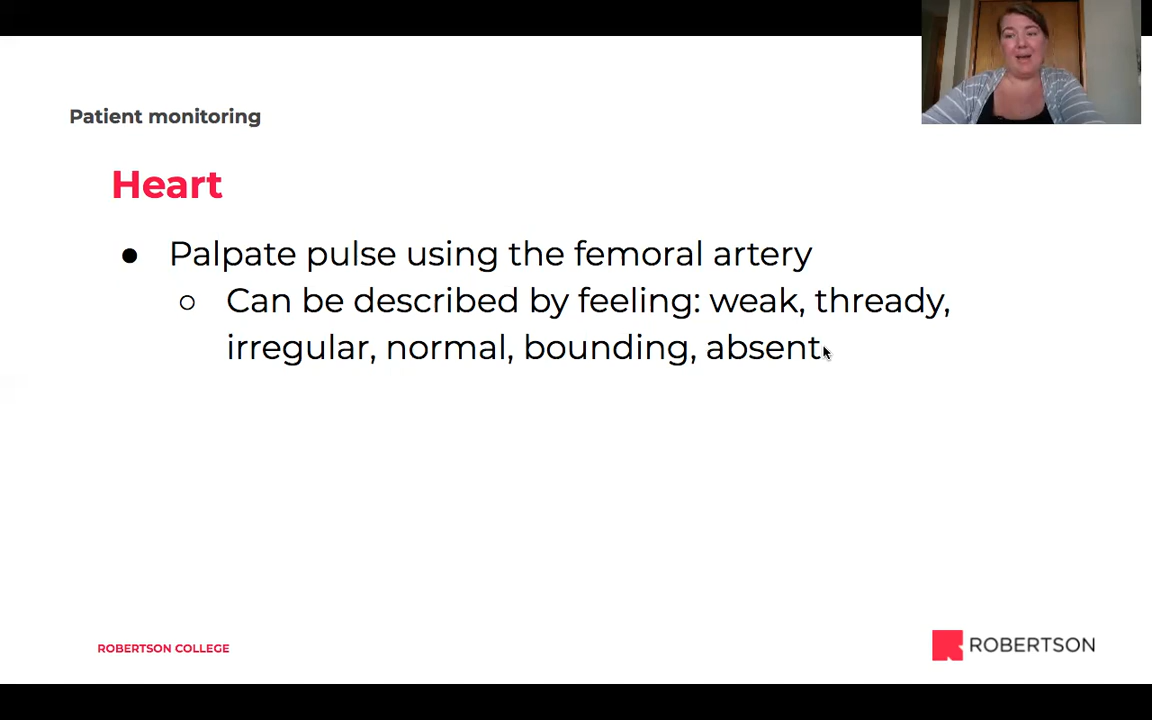 Patient monitoring
Heart
● Palpate pulse using the femoral artery
○ Can be described by feeling: weak, thready,
irregular, normal, bounding, absent.
ROBERTSON COLLEGE
ROBERTSON